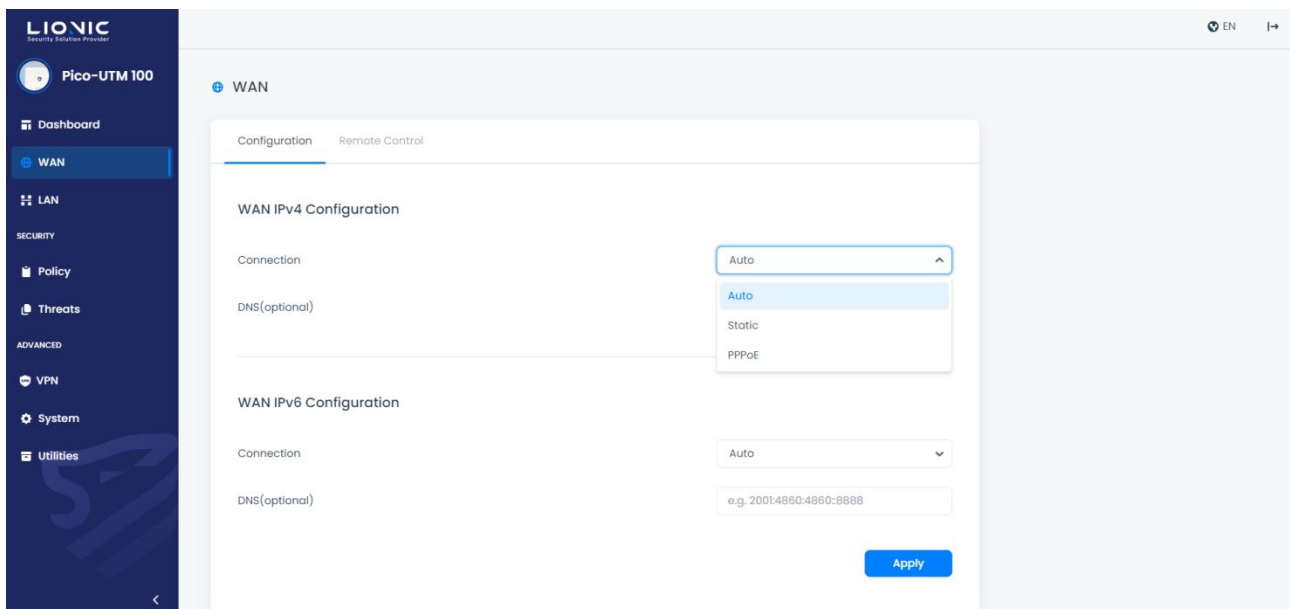 LIONIC
Security Solution Provider
EN
Pico-UTM 100
Dashboard
WAN
LAN
SECURITY
Policy
Threats
ADVANCED
VPN
System
Utilities
WAN
Configuration Remote Control
WAN IPv4 Configuration
Connection Auto
Auto
DNS(optional)
Static
PPPoE
WAN IPv6 Configuration
Connection Auto
DNS(optional) e.g. 2001:4860:4860::8888
Apply